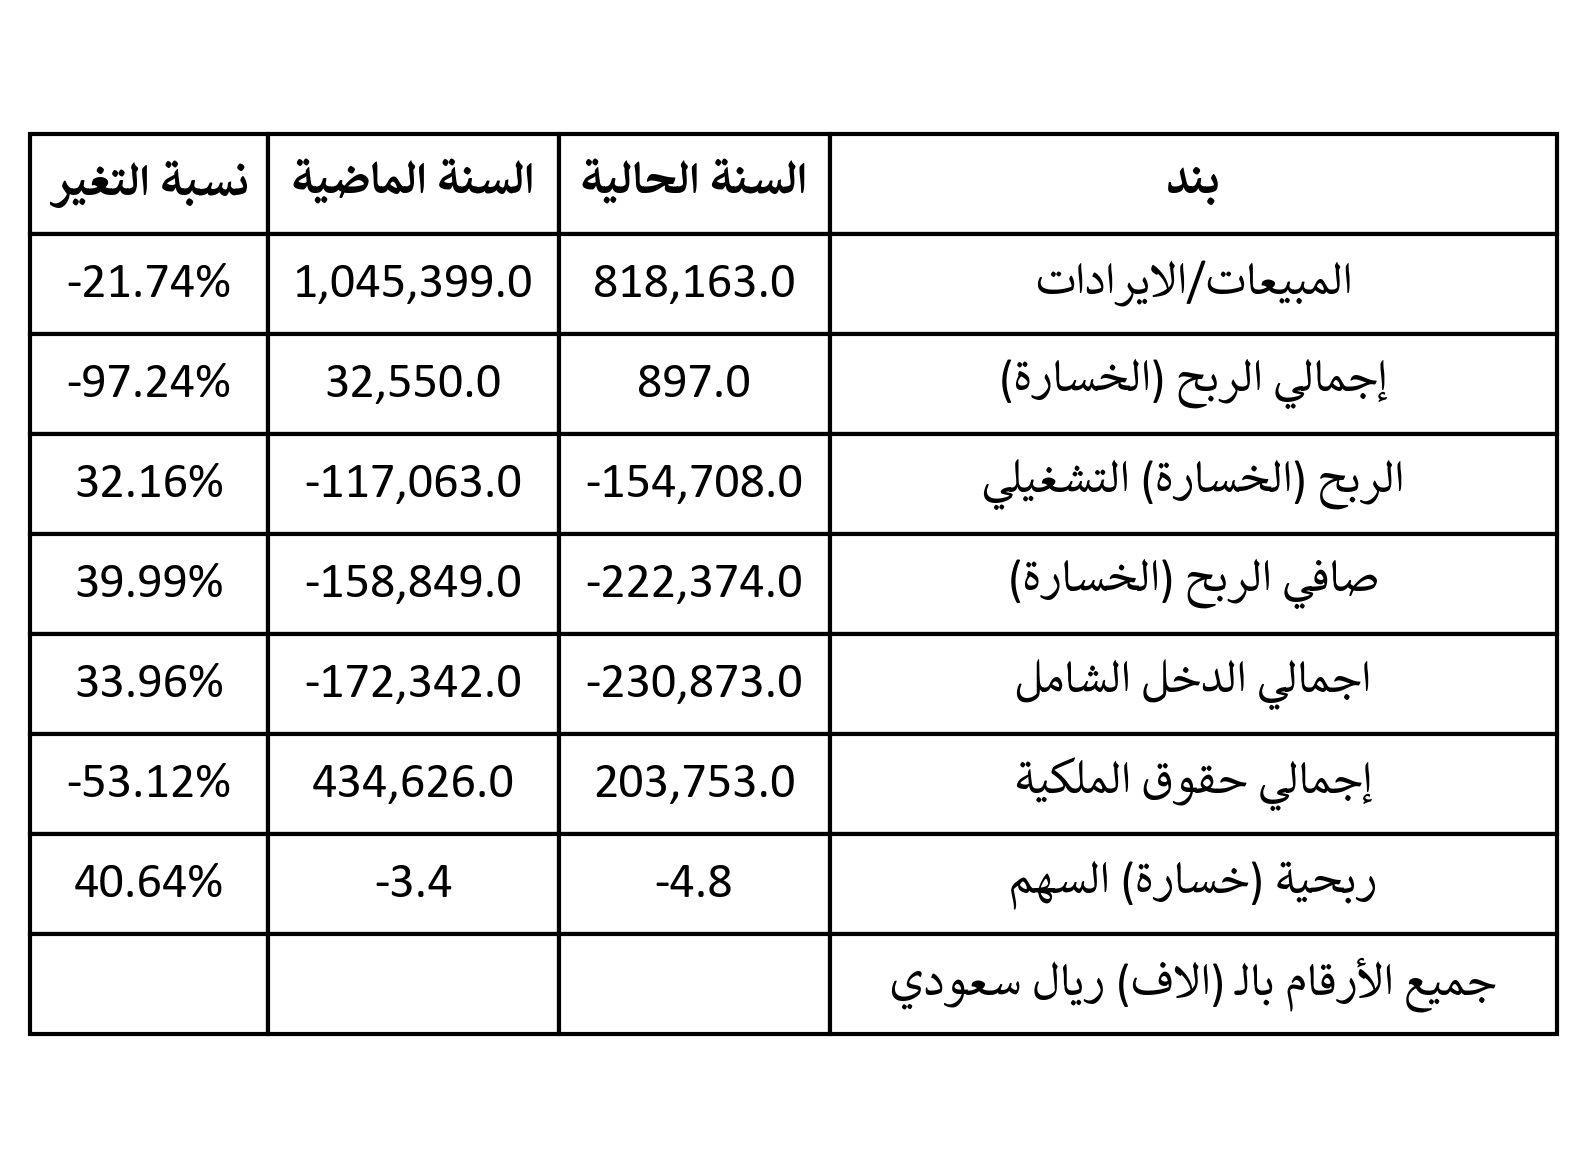 بند السنة الحالية السنة الماضية نسبة التغير
المبيعات/الايرادات 818,163.0 1,045,399.0 -21.74%
إجمالي الربح (الخسارة) 897.0 32,550.0 -97.24%
الربح (الخسارة) التشغيلي -154,708.0 -117,063.0 32.16%
صافي الربح (الخسارة) -222,374.0 -158,849.0 39.99%
اجمالي الدخل الشامل -230,873.0 -172,342.0 33.96%
إجمالي حقوق الملكية 203,753.0 434,626.0 -53.12%
ربحية (خسارة) السهم -4.8 -3.4 40.64%
جميع الأرقام بالـ (الاف) ريال سعودي